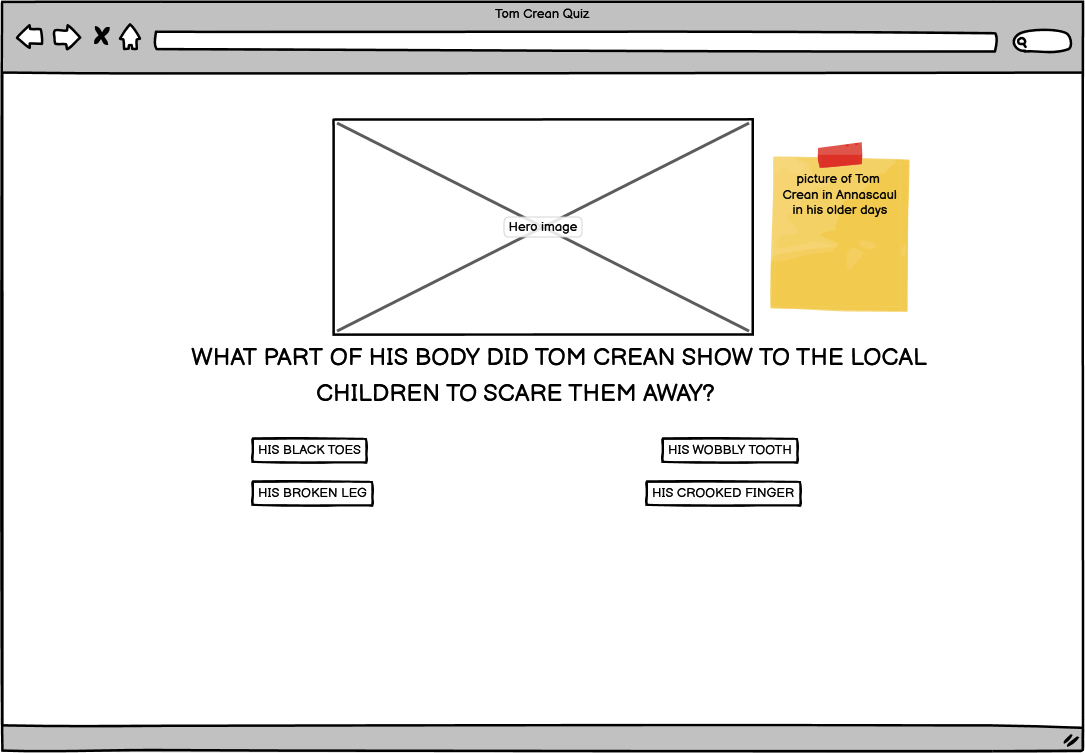 Tom Crean Quiz
Hero image
picture of Tom
Crean in Annascaul
in his older days
WHAT PART OF HIS BODY DID TOM CREAN SHOW TO THE LOCAL
CHILDREN TO SCARE THEM AWAY?
HIS BLACK TOES
HIS WOBBLY TOOTH
HIS BROKEN LEG
HIS CROOKED FINGER